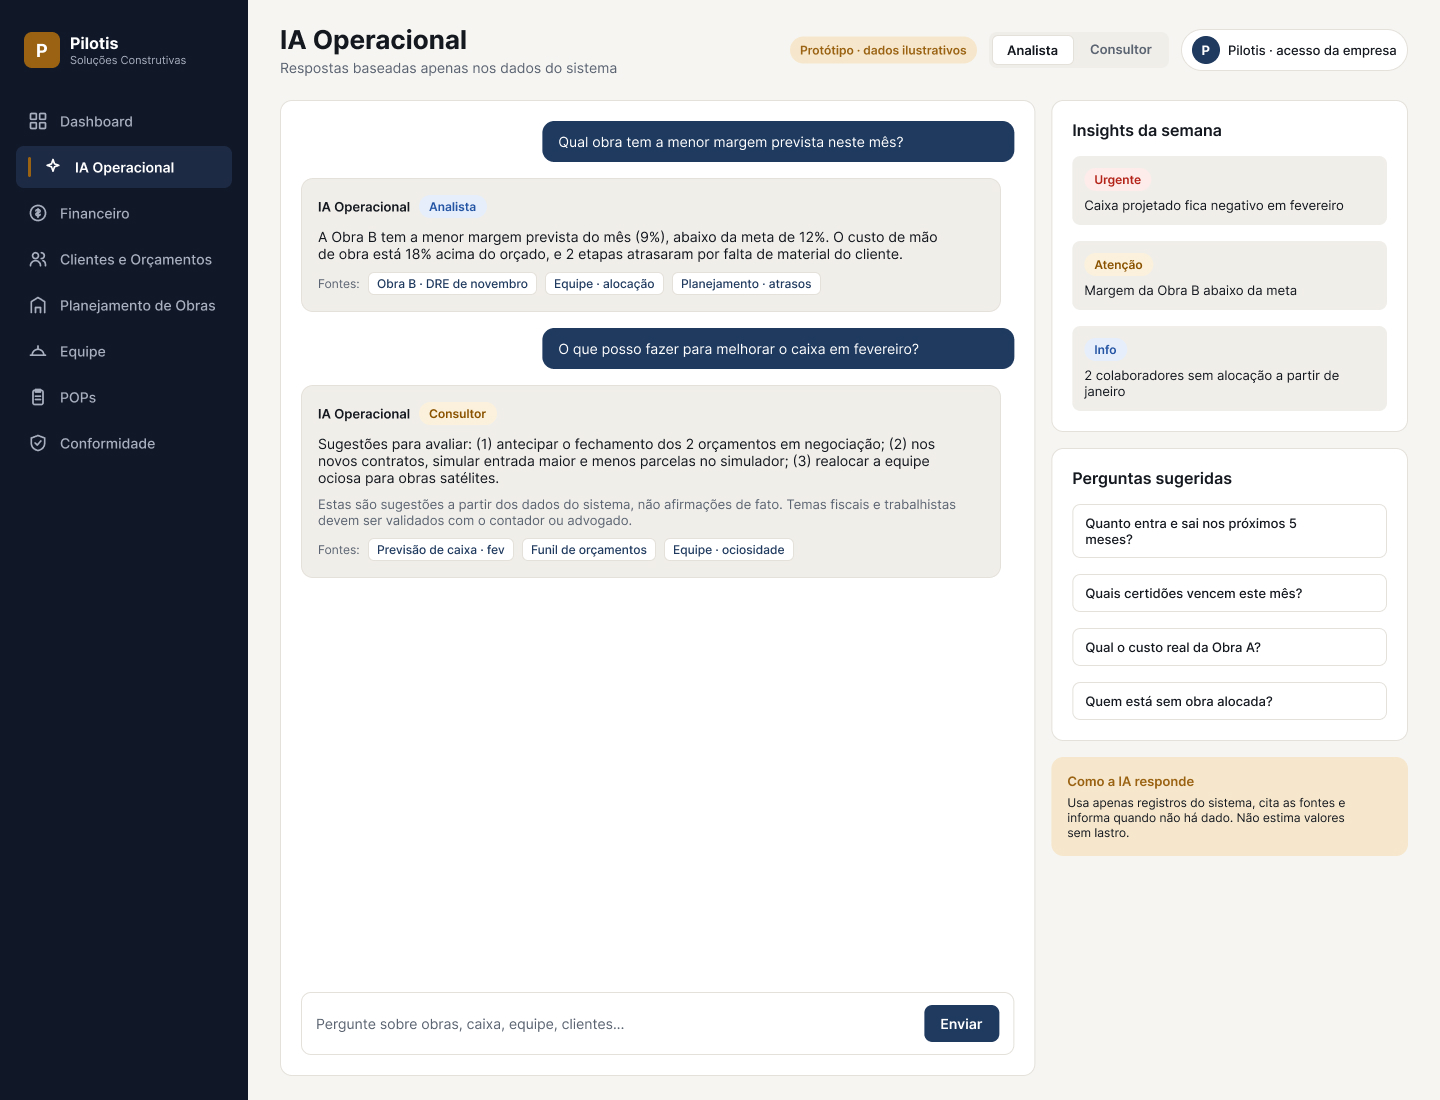 P
Pilotis
Soluções Construtivas
Dashboard
IA Operacional
Financeiro
Clientes e Orçamentos
Planejamento de Obras
Equipe
POPs
Conformidade
IA Operacional
Respostas baseadas apenas nos dados do sistema
Protótipo · dados ilustrativos
Analista
Consultor
P
Pilotis · acesso da empresa
Qual obra tem a menor margem prevista neste mês?
IA Operacional Analista
A Obra B tem a menor margem prevista do mês (9%), abaixo da meta de 12%. O custo de mão
de obra está 18% acima do orçado, e 2 etapas atrasaram por falta de material do cliente.
Fontes: Obra B · DRE de novembro Equipe · alocação Planejamento · atrasos
O que posso fazer para melhorar o caixa em fevereiro?
IA Operacional Consultor
Sugestões para avaliar: (1) antecipar o fechamento dos 2 orçamentos em negociação; (2) nos
novos contratos, simular entrada maior e menos parcelas no simulador; (3) realocar a equipe
ociosa para obras satélites.
Estas são sugestões a partir dos dados do sistema, não afirmações de fato. Temas fiscais e trabalhistas
devem ser validados com o contador ou advogado.
Fontes: Previsão de caixa · fev Funil de orçamentos Equipe · ociosidade
Pergunte sobre obras, caixa, equipe, clientes...
Enviar
Insights da semana
Urgente
Caixa projetado fica negativo em fevereiro
Atenção
Margem da Obra B abaixo da meta
Info
2 colaboradores sem alocação a partir de
janeiro
Perguntas sugeridas
Quanto entra e sai nos próximos 5
meses?
Quais certidões vencem este mês?
Qual o custo real da Obra A?
Quem está sem obra alocada?
Como a IA responde
Usa apenas registros do sistema, cita as fontes e
informa quando não há dado. Não estima valores
sem lastro.